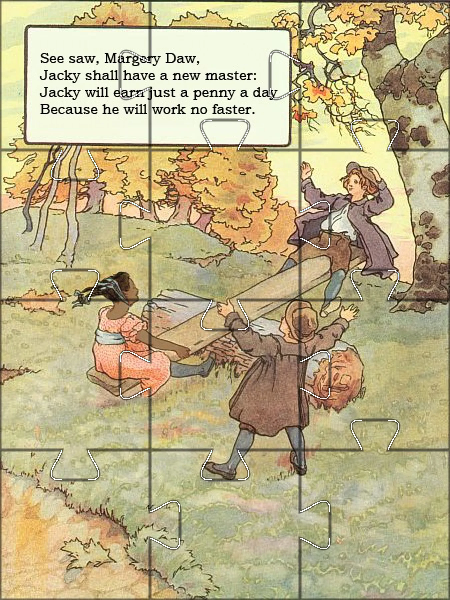 See saw, Margery Daw,
Jacky shall have a new master:
Jacky will earn just a penny a day
Because he will work no faster.